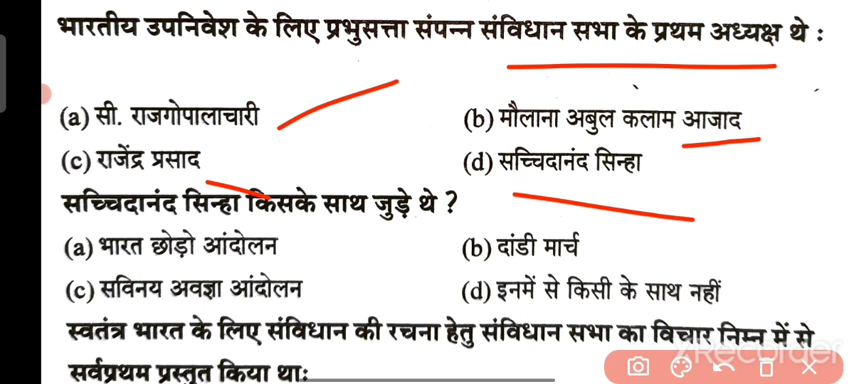 भारतीय उपनिवेश के लिए प्रभुसत्ता संपन्न संविधान सभा के प्रथम अध्यक्ष थे :
(a) सी. राजगोपालाचारी (b) मौलाना अबुल कलाम आजाद
(c) राजेंद्र प्रसाद (d) सच्चिदानंद सिन्हा
सच्चिदानंद सिन्हा किसके साथ जुड़े थे ?
(a) भारत छोड़ो आंदोलन (b) दांडी मार्च
(c) सविनय अवज्ञा आंदोलन (d) इनमें से किसी के साथ नहीं
स्वतंत्र भारत के लिए संविधान की रचना हेतु संविधान सभा का विचार निम्न में से
सर्वप्रथम प्रस्तुत किया थाः
XRecorder